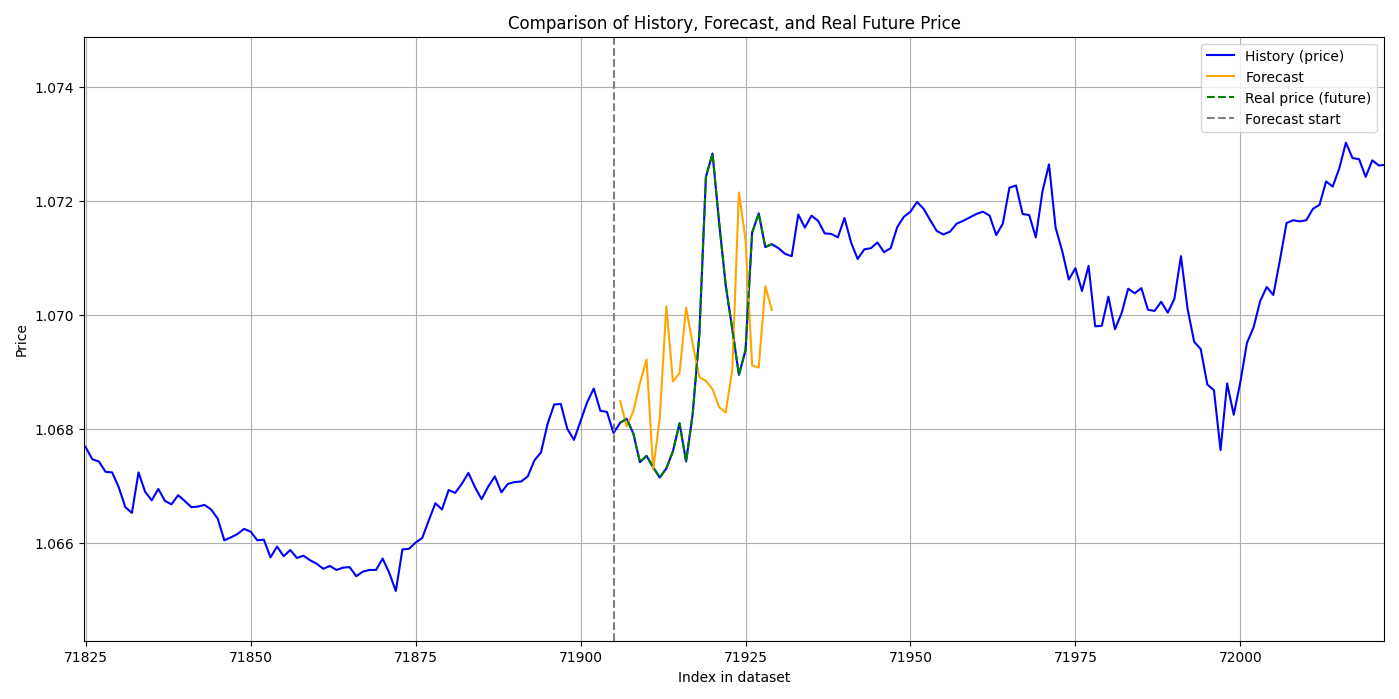 Comparison of History, Forecast, and Real Future Price
History (price)
Forecast
Real price (future)
Forecast start
Price
1.074
1.072
1.070
1.068
1.066
71825 71850 71875 71900 71925 71950 71975 72000
Index in dataset